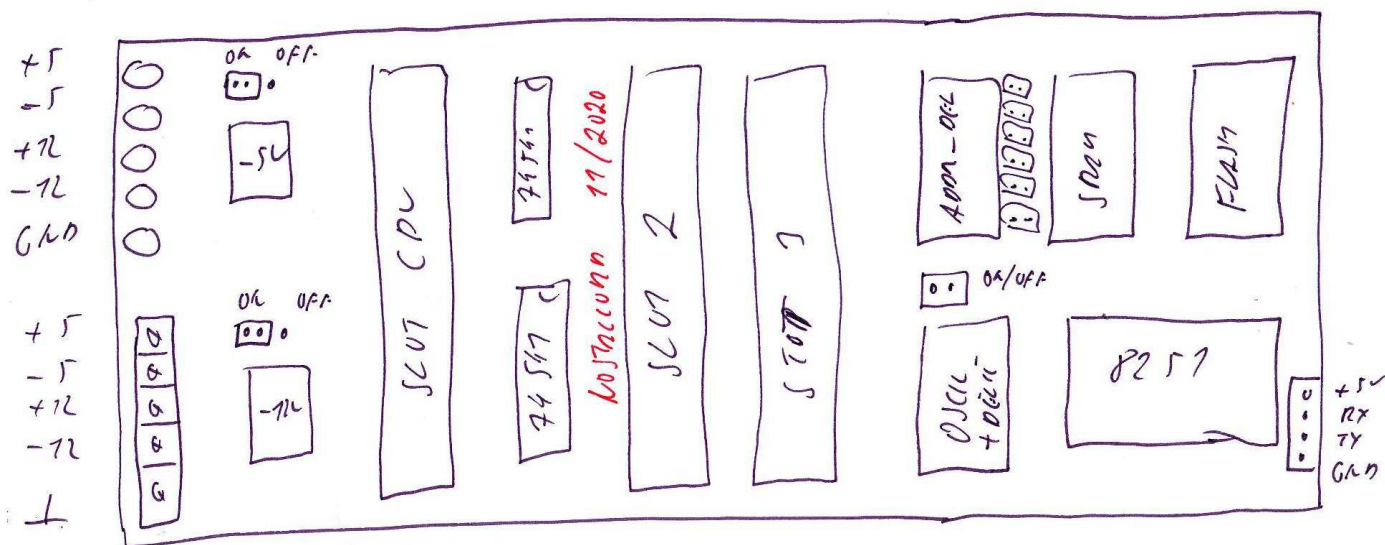 +5
-5
+12
-12
GND
+5
-5
+12
-12
ON OFF
-5V
ON OFF
-12
SLOT CPU
74541
74541
11/2020
SLOT 2
SLOT 3
ADDR_DEC
SRAM
FLASH
ON/OFF
OSCIL
8251
+5V
RX
TX
GND